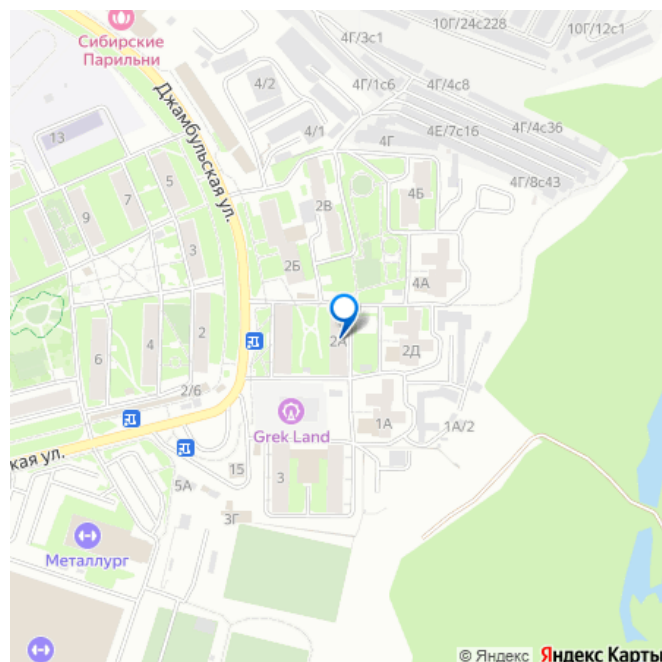 10Г/24с228
10Г/12с1
4Г/3с1
Сибирские
Парильни
4/2
4Г/1с6
4Г/4с8
Джамбульская ул.
4/1
4Г
4Е/7с16
4Г/4с36
13
5
7
9
4Г/8с43
4Б
2В
3
2Б
4А
2
4
6
2А
2Д
2/6
Grek Land
1А
1А/2
кая ул.
15
3
5А
3Г
Металлург
© Яндекс Яндекс Карты